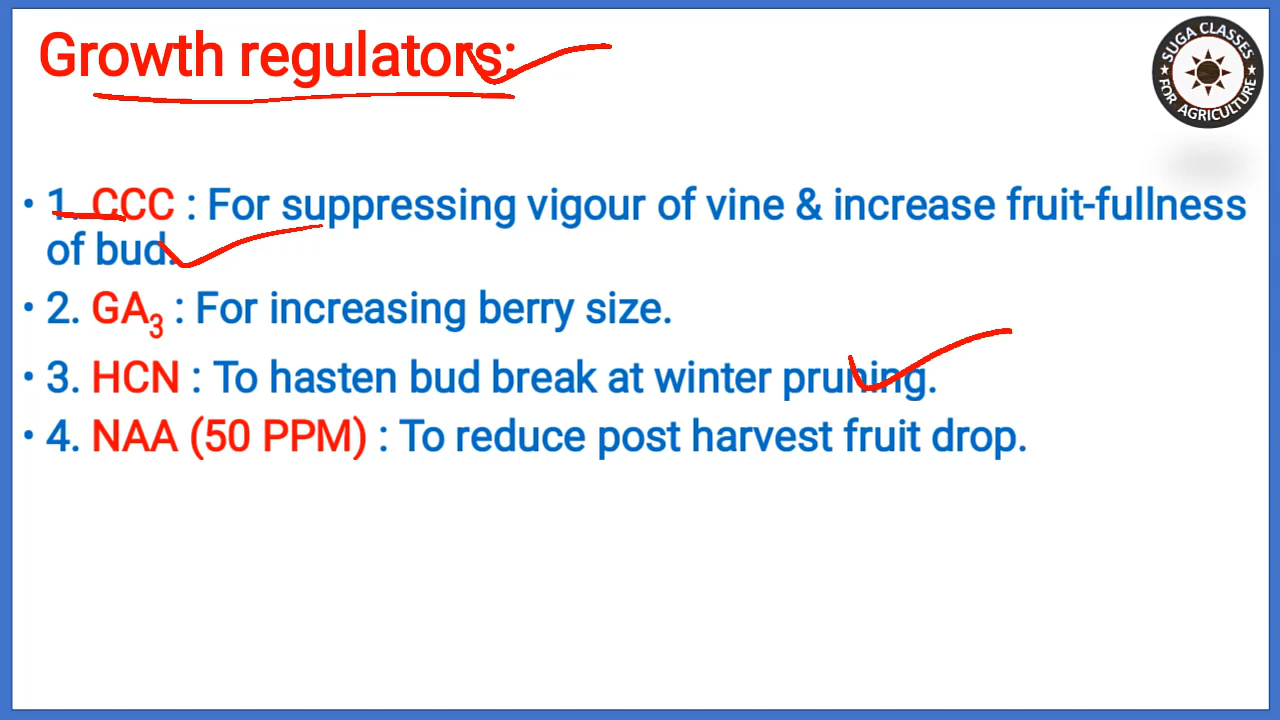 Growth regulators:
SUGA CLASSES
FOR AGRICULTURE
• 1. CCC : For suppressing vigour of vine & increase fruit-fullness
of bud.
• 2. GA₃ : For increasing berry size.
• 3. HCN : To hasten bud break at winter pruning.
• 4. NAA (50 PPM) : To reduce post harvest fruit drop.